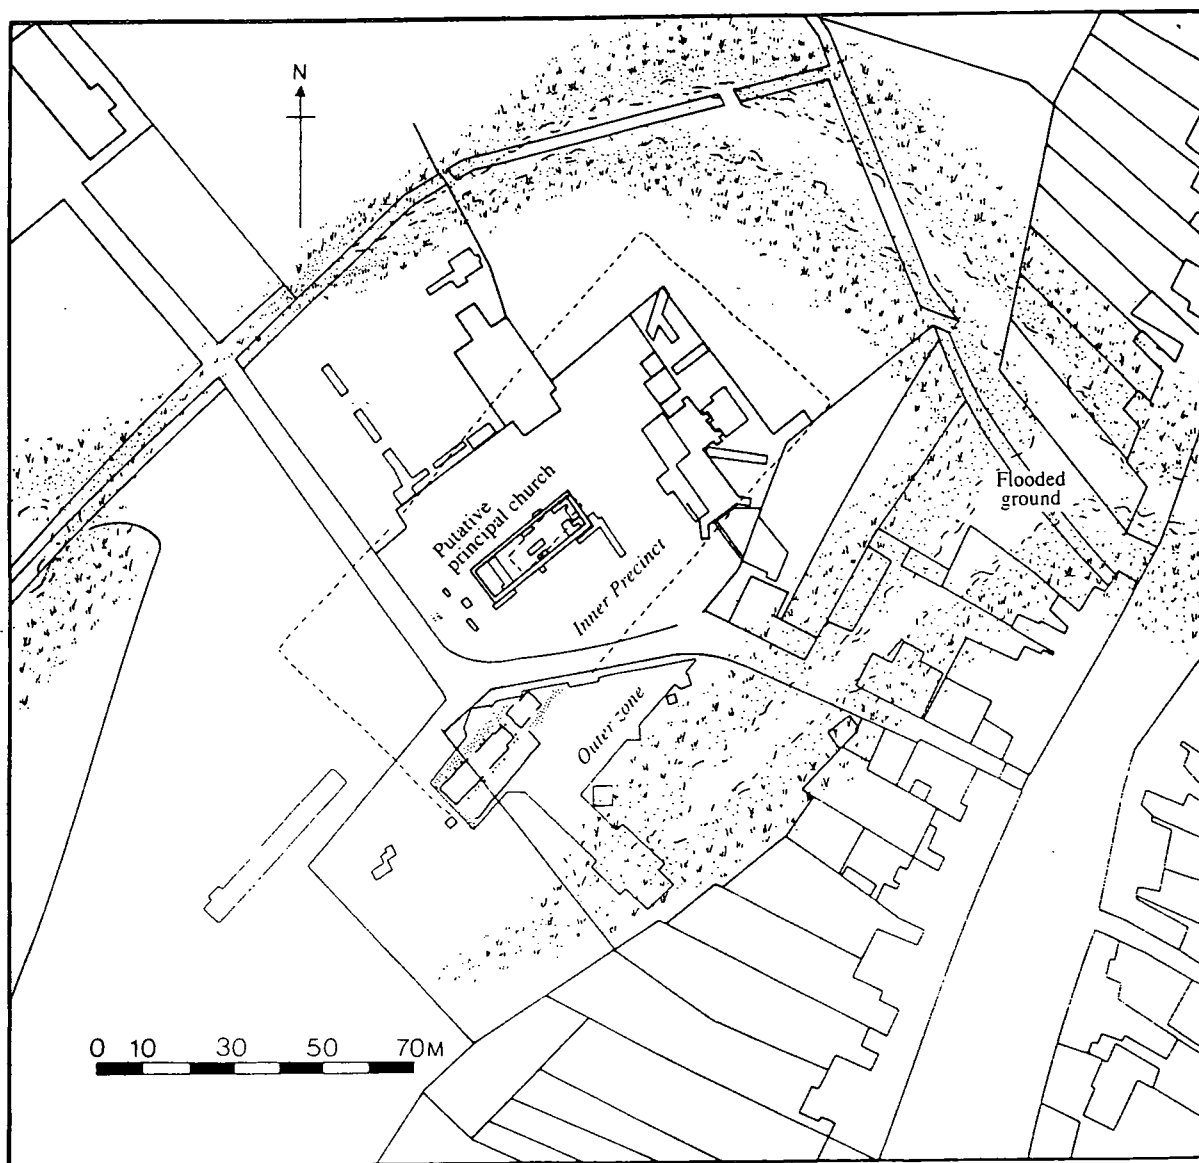 N
Flooded
ground
Putative
principal church
Inner Precinct
Outer zone
0 10 30 50 70M